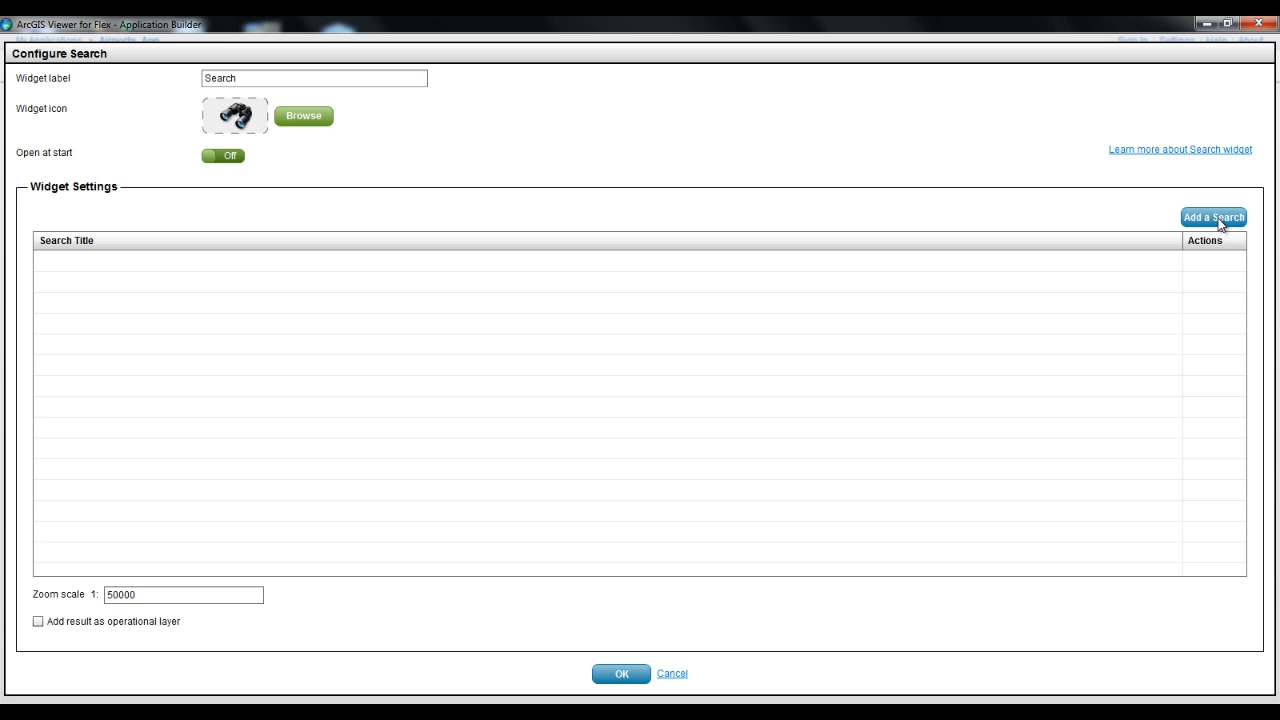 ArcGIS Viewer for Flex - Application Builder
Configure Search
Widget label
Search
Widget icon
Browse
Open at start
Off
Learn more about Search widget
Widget Settings
Add a Search
Search Title
Actions
Zoom scale 1: 50000
Add result as operational layer
OK
Cancel